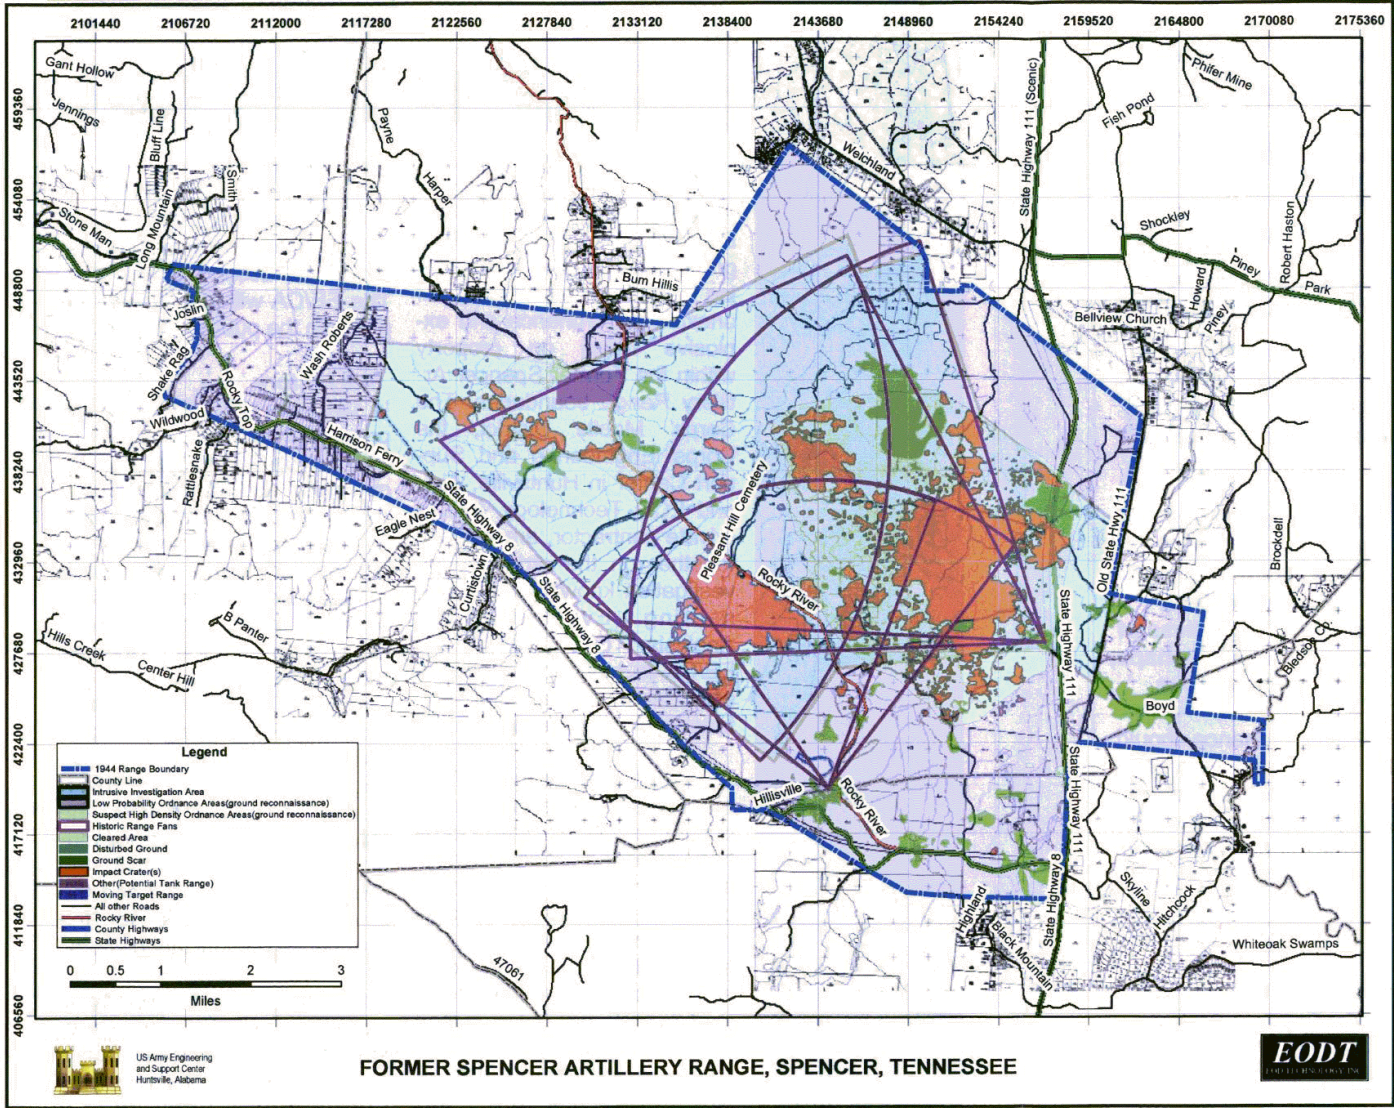 2101440 2106720 2112000 2117280 2122560 2127840 2133120 2138400 2143680 2148960 2154240 2159520 2164800 2170080 2175360
459360
454080
448800
443520
438240
432960
427680
422400
417120
411840
406560
Gant Hollow
Jennings
Bluff Line
Payne
Harper
Smith
Stone Man
Long Mountain
Welchland
State Highway 111 (Scenic)
Phifer Mine
Fish Pond
Shockley
Robert Haston
Piney
Park
Howard
Piney
Bum Hillis
Bellview Church
Joslin
Shake Rag
Wash Roberts
Rocky Top
Wildwood
Rattlesnake
Harrison Ferry
State Highway 8
Eagle Nest
Curtistown
State Highway 8
Pleasant Hill Cemetery
Rocky River
Old State Hwy 111
Brockdell
Bledsoe Co.
State Highway 111
Boyd
B Panter
Hills Creek
Center Hill
Hillisville
Rocky River
State Highway 111
State Highway 8
Skyline
Hitchcock
Highland
Black Mountain
Whiteoak Swamps
47061
Legend
1944 Range Boundary
County Line
Intrusive Investigation Area
Low Probability Ordnance Areas(ground reconnaissance)
Suspect High Density Ordnance Areas(ground reconnaissance)
Historic Range Fans
Cleared Area
Disturbed Ground
Ground Scar
Impact Crater(s)
Other(Potential Tank Range)
Moving Target Range
All other Roads
Rocky River
County Highways
State Highways
0 0.5 1 2 3
Miles
US Army Engineering
and Support Center
Huntsville, Alabama
FORMER SPENCER ARTILLERY RANGE, SPENCER, TENNESSEE
EODT
EOD TECHNOLOGY, INC.